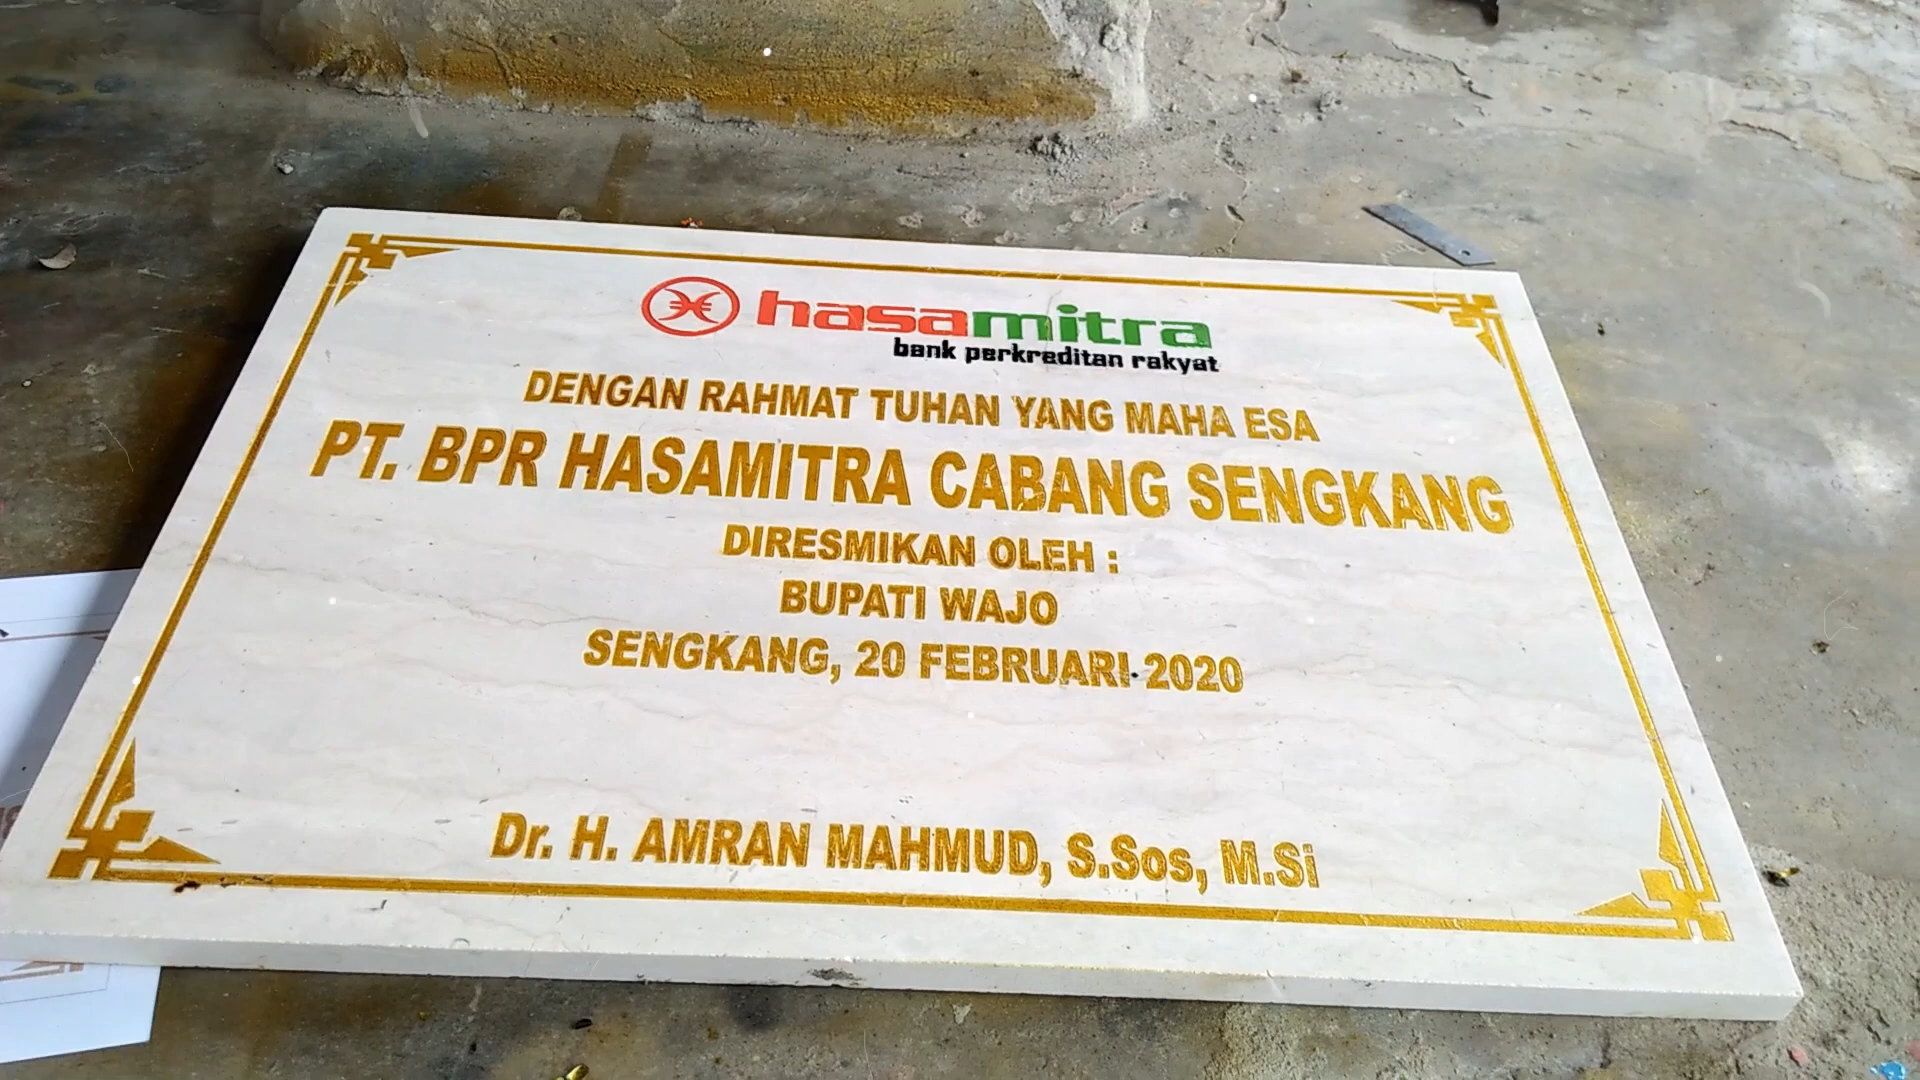 hasamitra
bank perkreditan rakyat
DENGAN RAHMAT TUHAN YANG MAHA ESA
PT. BPR HASAMITRA CABANG SENGKANG
DIRESMIKAN OLEH :
BUPATI WAJO
SENGKANG, 20 FEBRUARI 2020
Dr. H. AMRAN MAHMUD, S.Sos, M.Si